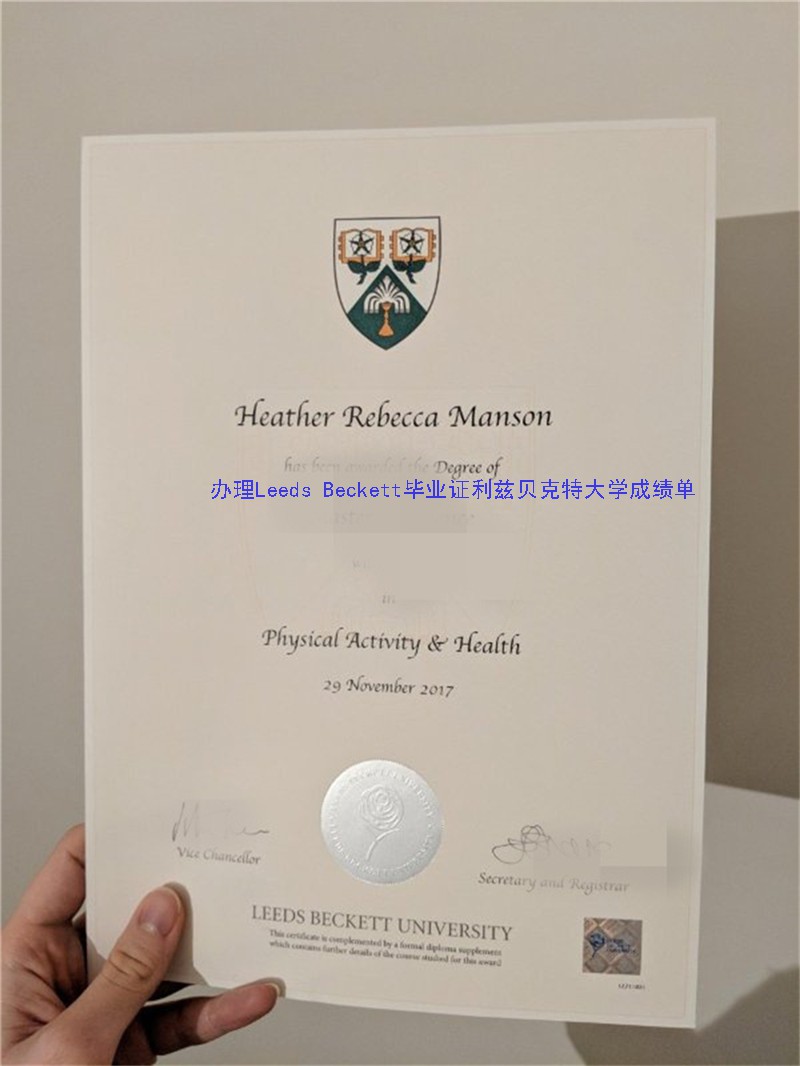 Heather Rebecca Manson
has been awarded the Degree of
办理Leeds Beckett毕业证利兹贝克特大学成绩单
in
Physical Activity & Health
29 November 2017
Vice Chancellor
Secretary and Registrar
LEEDS BECKETT UNIVERSITY
This certificate is complemented by a formal diploma supplement
which contains further details of the course studied for this award